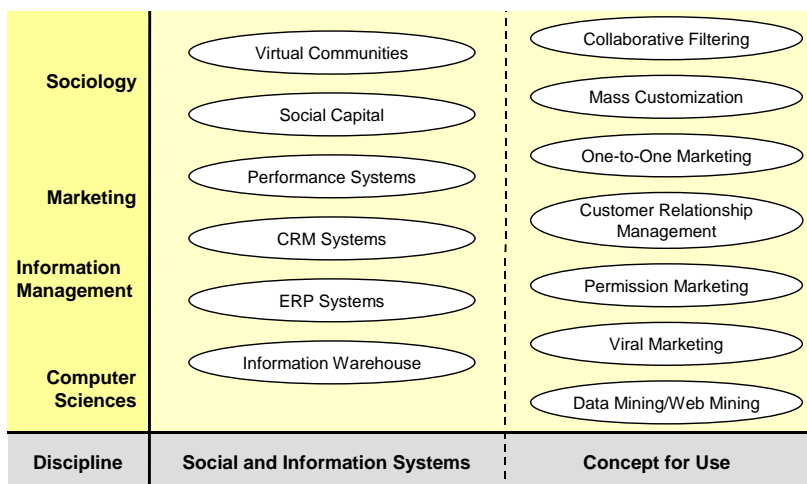 Sociology
Marketing
Information
Management
Computer
Sciences
Virtual Communities
Social Capital
Performance Systems
CRM Systems
ERP Systems
Information Warehouse
Collaborative Filtering
Mass Customization
One-to-One Marketing
Customer Relationship
Management
Permission Marketing
Viral Marketing
Data Mining/Web Mining
Discipline
Social and Information Systems
Concept for Use